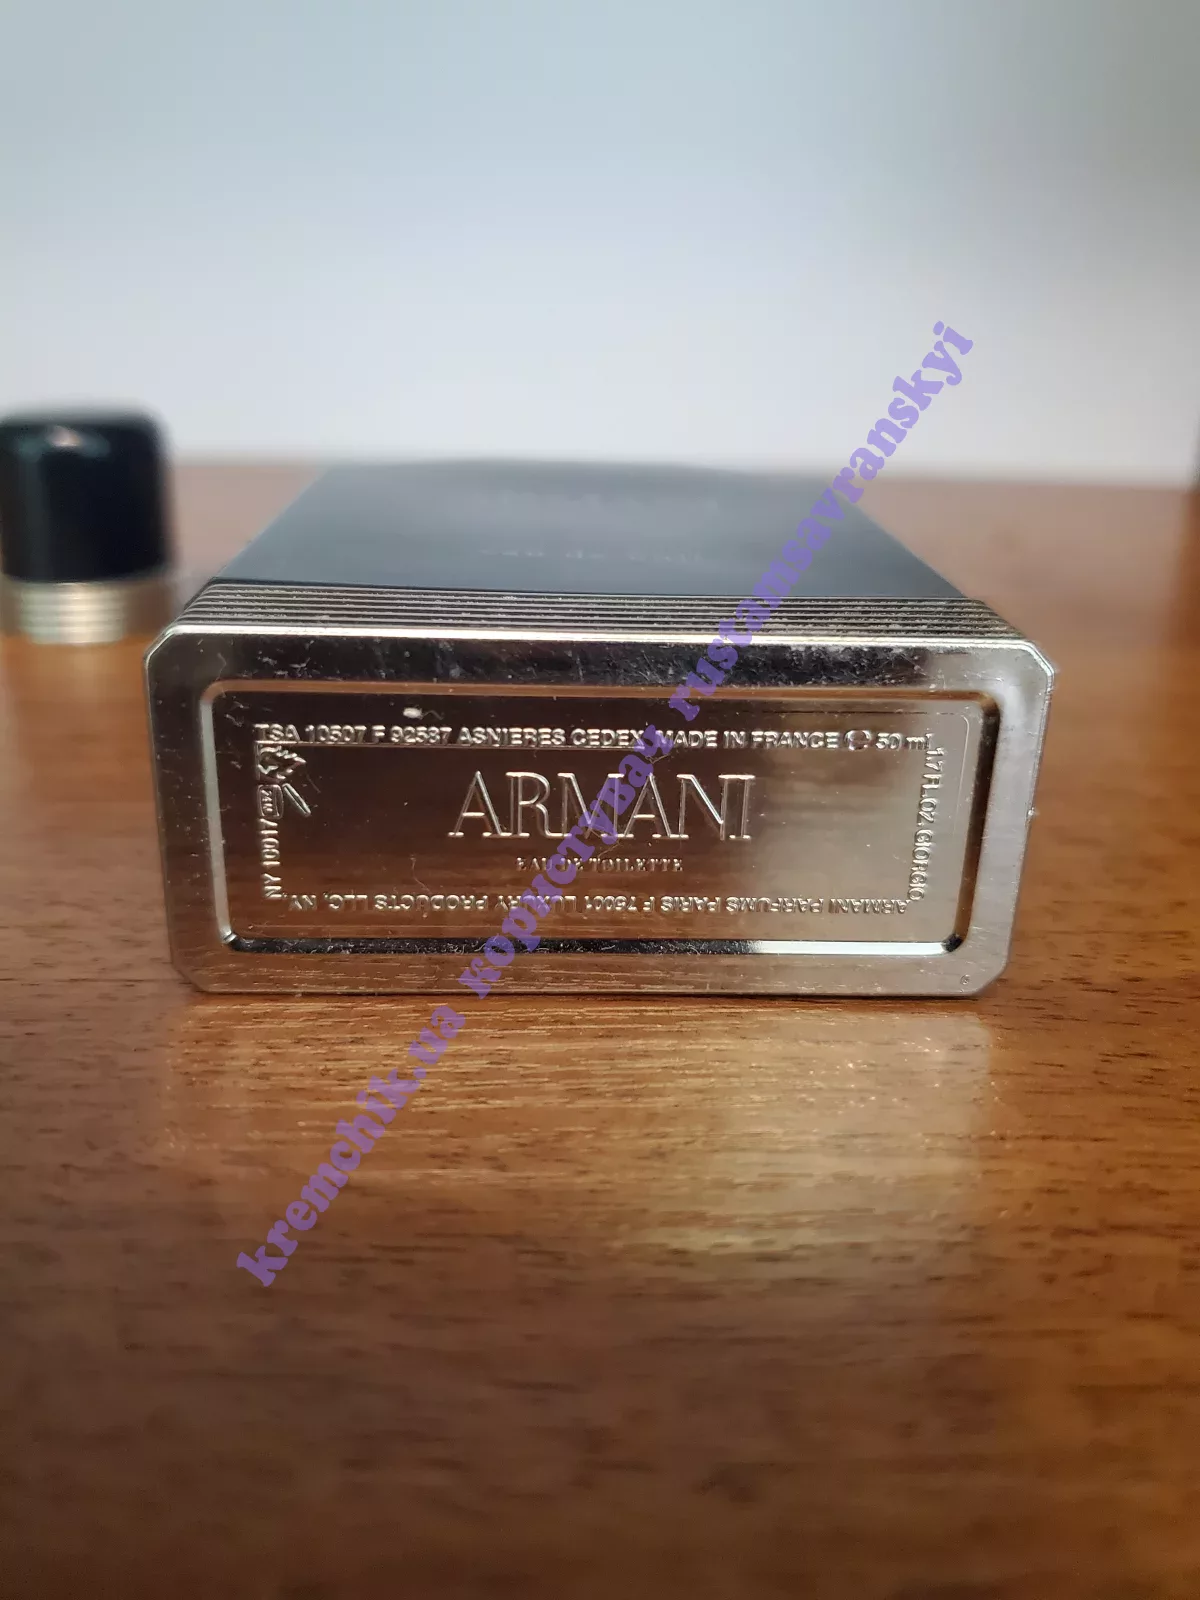 TSA 10507 F 92587 ASNIERES CEDEX MADE IN FRANCE e 50 ml
1.7 FL.OZ. GIORGIO
ARMANI PARFUMS PARIS F 75001 LUXURY PRODUCTS LLC, NY,
NY 10017
ARMANI
EAU DE TOILETTE
kremchik.ua користувач rustamsavranskyi